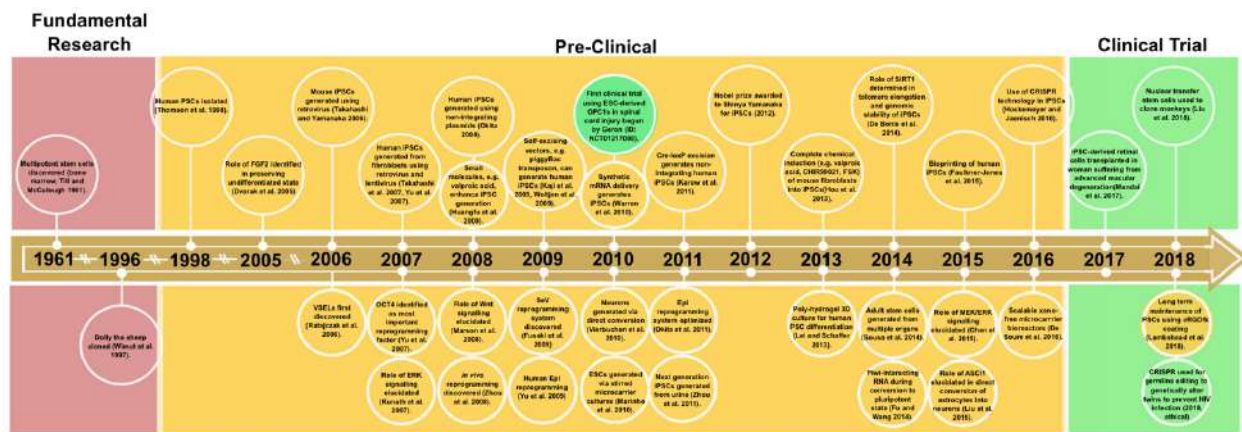 Fundamental
Research
Pre-Clinical
Clinical Trial
Multipotent stem cells
discovered (bone
marrow, Till and
McCullough 1961).
Human PSCs isolated
(Thomson et al. 1998).
Role of FGF2 identified
in preserving
undifferentiated state
(Dvorak et al. 2005).
Mouse iPSCs
generated using
retrovirus (Takahashi
and Yamanaka 2006).
Human iPSCs
generated from
fibroblasts using
retrovirus and
lentivirus (Takahashi
et al. 2007, Yu et al.
2007).
Human iPSCs
generated using
non-integrating
plasmids (Okita
2008).
Small
molecules, e.g.
valproic acid,
enhance iPSC
generation
(Huangfu et al.
2008).
Self-excising
vectors, e.g.
piggyBac
transposon, can
generate human
iPSCs (Kaji et al.
2009, Woltjen et al.
2009).
First clinical trial
using ESC-derived
OPC1s in spinal
cord injury began
by Geron (ID:
Synthetic
mRNA delivery
generates iPSCs
(Warren et al. 2010).
Cre-loxP excision
generates non-
integrating human
iPSCs (Karow et al.
2011).
Nobel prize awarded
to Shinya Yamanaka
for iPSCs (2012).
Complete chemical
induction (e.g. valproic
acid, CHIR99021, FSK)
of mouse fibroblasts
into iPSCs(Hou et al.
2013).
Role of SIRT1
determined in
telomere elongation
and genomic
stability of iPSCs (De
Bonis et al.
2014).
Bioprinting of human
iPSCs (Faulkner-Jones
et al. 2015).
Use of CRISPR
technology in iPSCs
(Hockemeyer and
Jaenisch 2016).
iPSC-derived retinal
cells transplanted in
woman suffering from
advanced macular
degeneration(Mandai
et al. 2017).
Nuclear transfer
stem cells used to
clone monkeys (Liu
et al. 2018).
1961
1996
1998
2005
2006
2007
2008
2009
2010
2011
2012
2013
2014
2015
2016
2017
2018
Dolly the sheep
cloned (Wilmut et al.
1997).
VSELs first
discovered
(Ratajczak et al.
2006).
OCT4 identified
as most
important
reprogramming
factor (Yu et al.
2007).
Role of ERK
signalling
elucidated
(Kunath et al.
2007).
Role of Wnt
signalling
elucidated
(Marson et al.
2008).
In vivo
reprogramming
discovered (Zhou
et al. 2008).
SeV
reprogramming
system
discovered
(Fusaki et al.
2009).
Human Epi
reprogramming
(Yu et al. 2009)
Neurons
generated via
direct conversion
(Vierbuchen et al.
2010).
ESCs generated
via stirred
microcarrier
cultures (Marinho
et al. 2010).
Epi
reprogramming
system optimized
(Okita et al. 2011).
Next generation
iPSCs generated
from urine (Zhou et
al. 2011).
Poly-hydrogel 3D
culture for human
PSC differentiation
(Lei and Schaffer
2013).
Adult stem cells
generated from
multiple organs
(Sousa et al. 2014).
Piwi-interacting
RNA during
conversion to
pluripotent
state (Fu and
Wang 2014).
Role of MEK/ERK
signalling
elucidated (Chen et
al. 2015).
Role of ASCl1
elucidated in direct
conversion of
astrocytes into
neurons (Liu et
al. 2015).
Scalable xeno-
free microcarrier
bioreactors (De
Soure et al. 2016).
Long term
maintenance of
PSCs using
coating
(Lambshead et al.
2018).
CRISPR used for
germline editing to
genetically alter
twins to prevent HIV
infection (2018,
ethical)